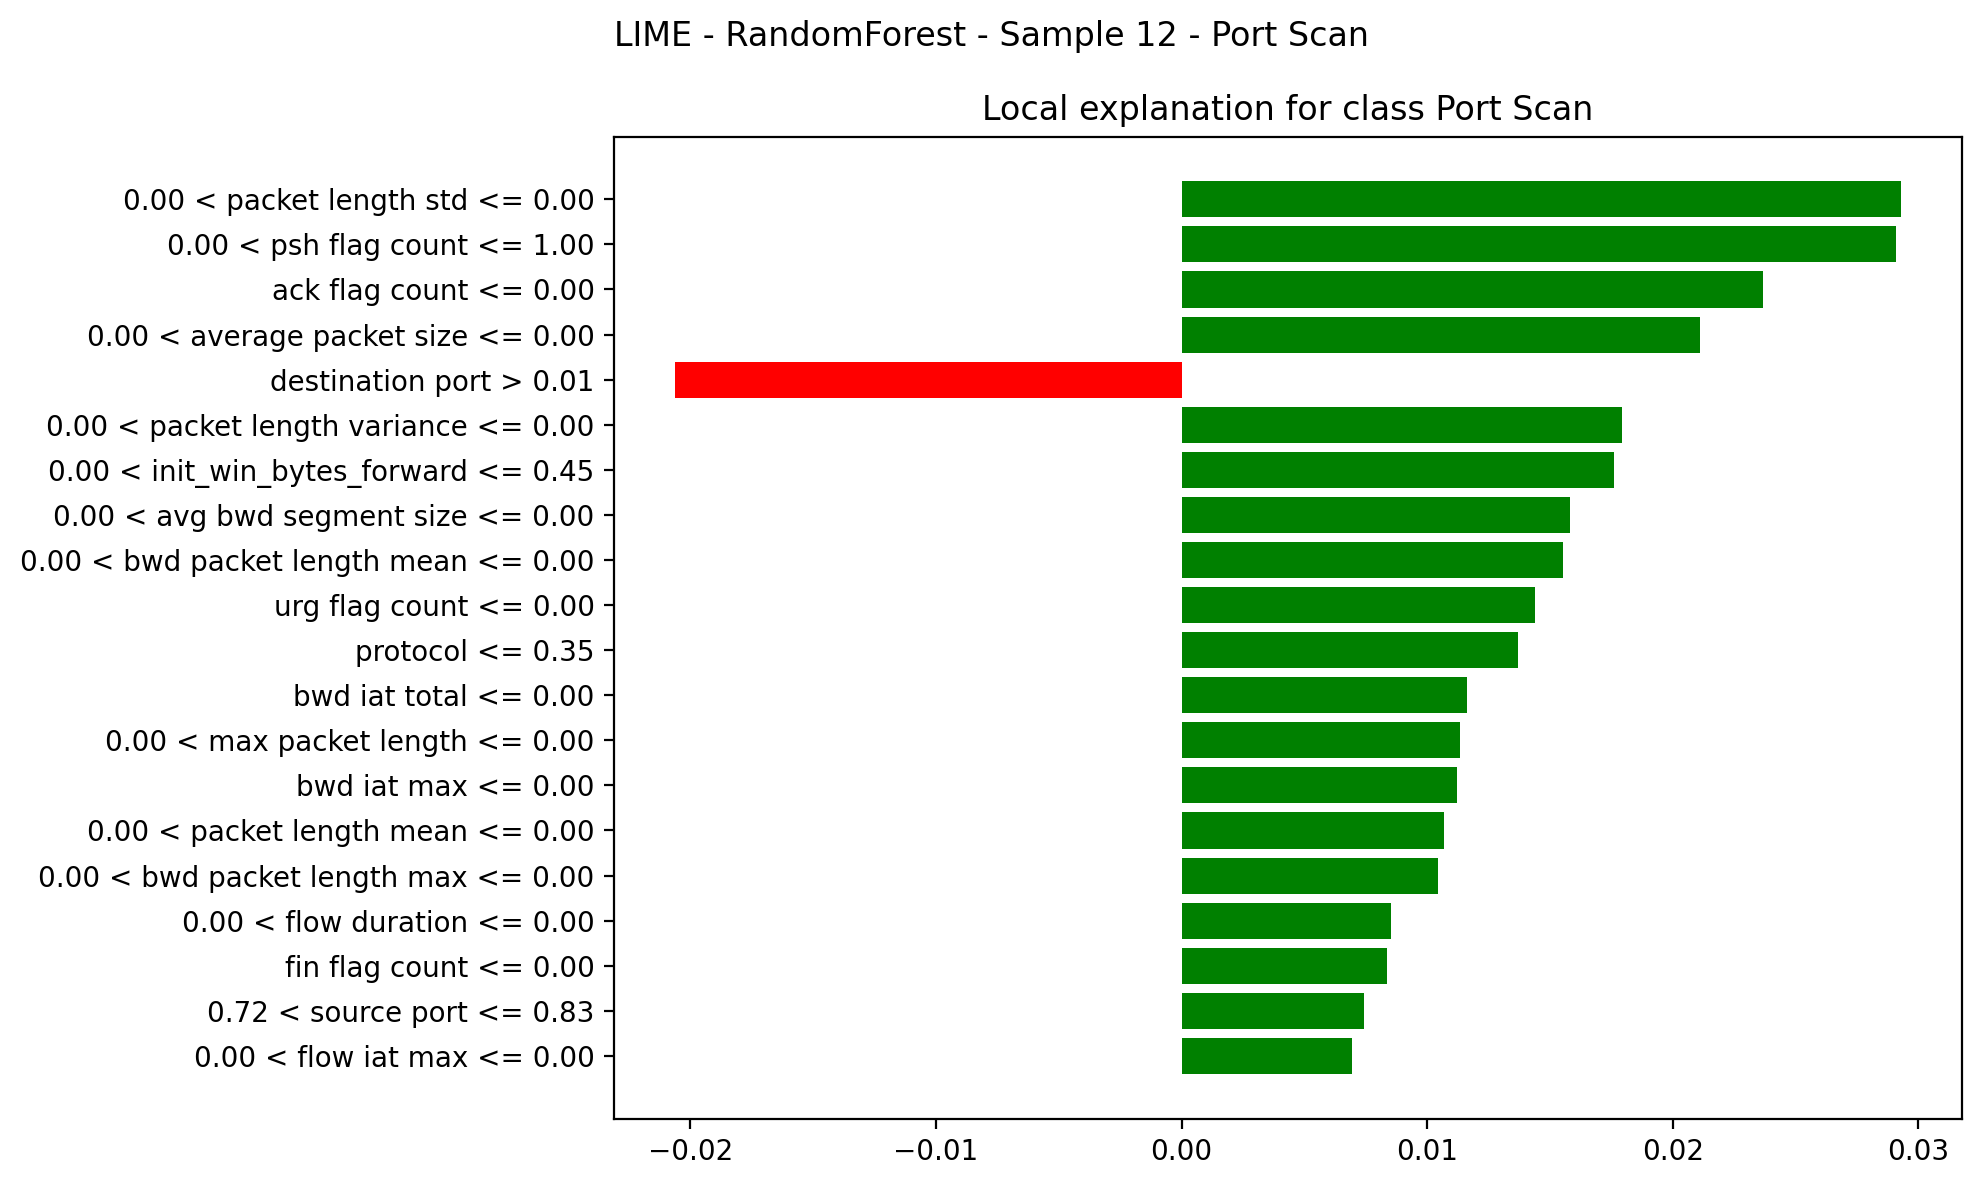 LIME - RandomForest - Sample 12 - Port Scan
Local explanation for class Port Scan
0.00 < packet length std <= 0.00
0.00 < psh flag count <= 1.00
ack flag count <= 0.00
0.00 < average packet size <= 0.00
destination port > 0.01
0.00 < packet length variance <= 0.00
0.00 < init_win_bytes_forward <= 0.45
0.00 < avg bwd segment size <= 0.00
0.00 < bwd packet length mean <= 0.00
urg flag count <= 0.00
protocol <= 0.35
bwd iat total <= 0.00
0.00 < max packet length <= 0.00
bwd iat max <= 0.00
0.00 < packet length mean <= 0.00
0.00 < bwd packet length max <= 0.00
0.00 < flow duration <= 0.00
fin flag count <= 0.00
0.72 < source port <= 0.83
0.00 < flow iat max <= 0.00
−0.02 −0.01 0.00 0.01 0.02 0.03